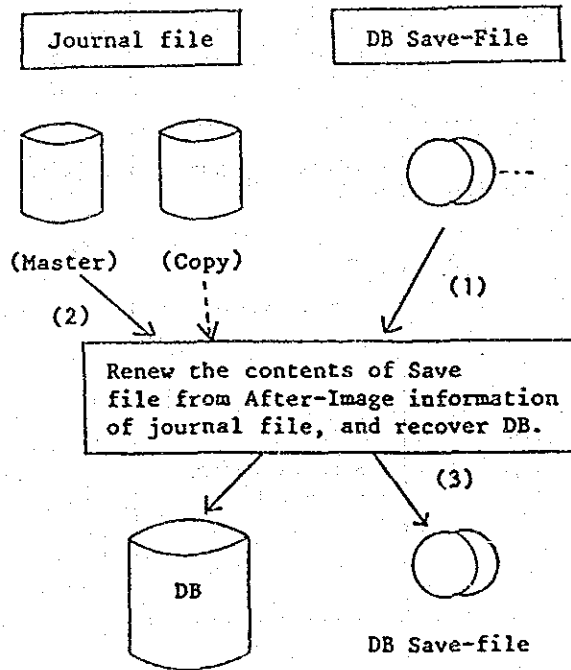 Journal file
DB Save-File
(Master)
(Copy)
(1)
(2)
Renew the contents of Save
file from After-Image information
of journal file, and recover DB.
(3)
DB
DB Save-file